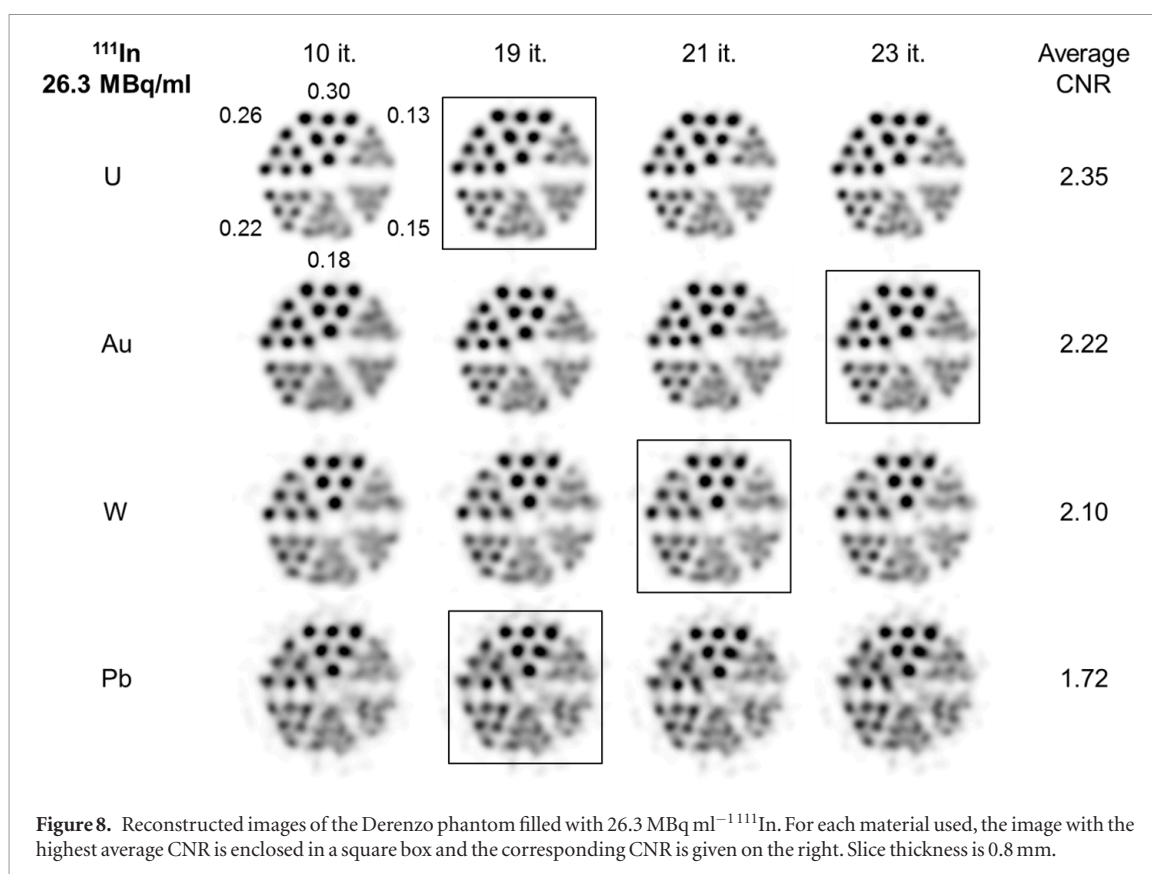 ¹¹¹In 10 it. 19 it. 21 it. 23 it. Average
26.3 MBq/ml CNR
0.30
0.26 0.13
U 2.35
0.22 0.15
0.18
Au 2.22
W 2.10
Pb 1.72
Figure 8. Reconstructed images of the Derenzo phantom filled with 26.3 MBq ml⁻¹ ¹¹¹In. For each material used, the image with the
highest average CNR is enclosed in a square box and the corresponding CNR is given on the right. Slice thickness is 0.8 mm.